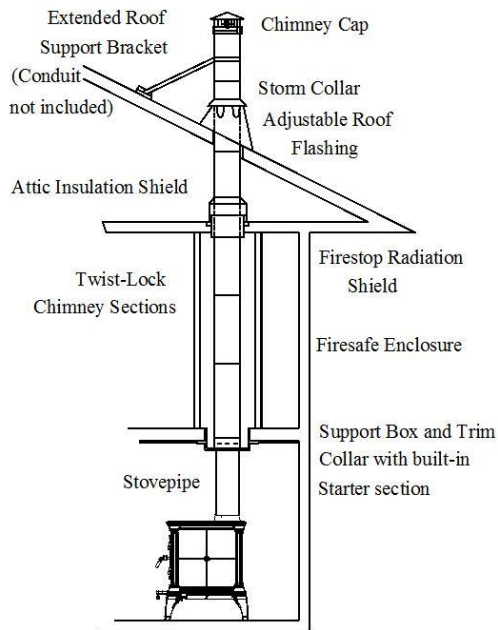 Extended Roof
Support Bracket
(Conduit
not included)
Chimney Cap
Storm Collar
Adjustable Roof
Flashing
Attic Insulation Shield
Twist-Lock
Chimney Sections
Firestop Radiation
Shield
Firesafe Enclosure
Support Box and Trim
Collar with built-in
Starter section
Stovepipe